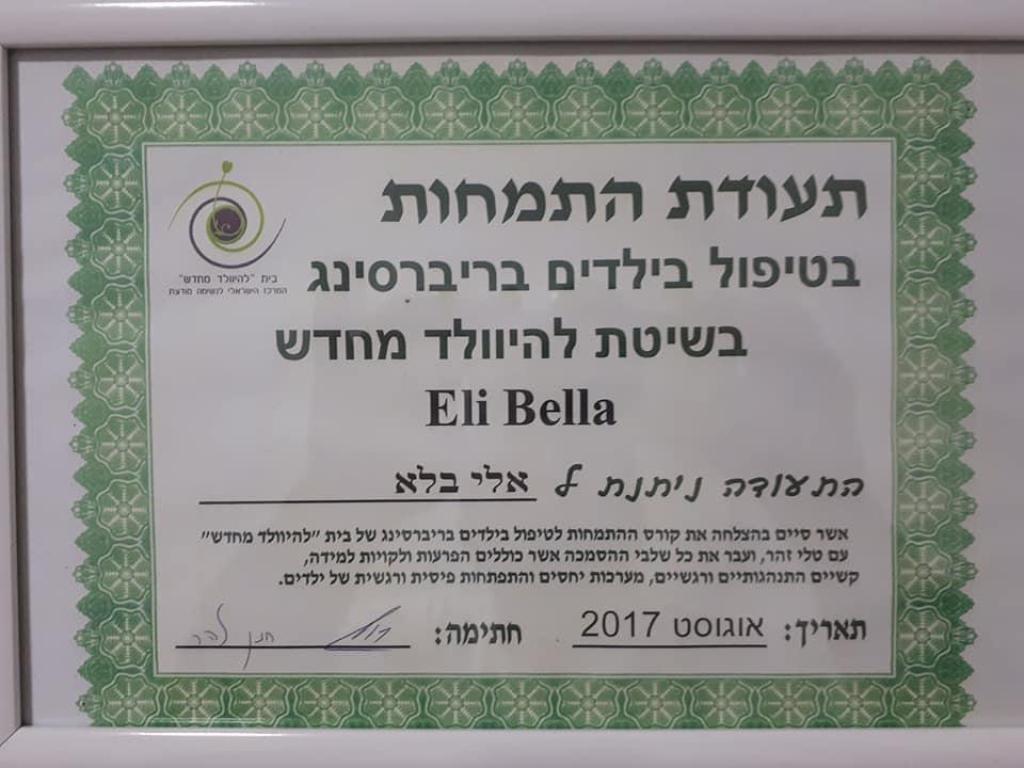 תעודת התמחות
בית "להיוולד מחדש"
המרכז הישראלי לנשימה מודעת
בטיפול בילדים בריברסינג
בשיטת להיוולד מחדש
Eli Bella
התעודה ניתנת ל אלי בלא
אשר סיים בהצלחה את קורס ההתמחות לטיפול בילדים בריברסינג של בית "להיוולד מחדש"
עם טלי זהר, ועבר את כל שלבי ההסמכה אשר כוללים הפרעות ולקויות למידה,
קשיים התנהגותיים ורגשיים, מערכות יחסים והתפתחות פיסית ורגשית של ילדים.
תאריך: אוגוסט 2017 חתימה: